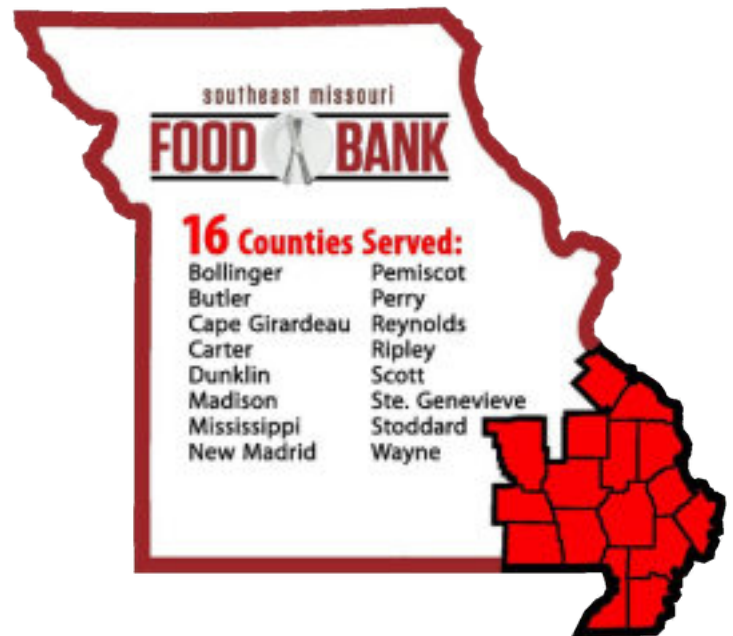 southeast missouri
FOOD BANK
16 Counties Served:
Bollinger
Butler
Cape Girardeau
Carter
Dunklin
Madison
Mississippi
New Madrid
Pemiscot
Perry
Reynolds
Ripley
Scott
Ste. Genevieve
Stoddard
Wayne